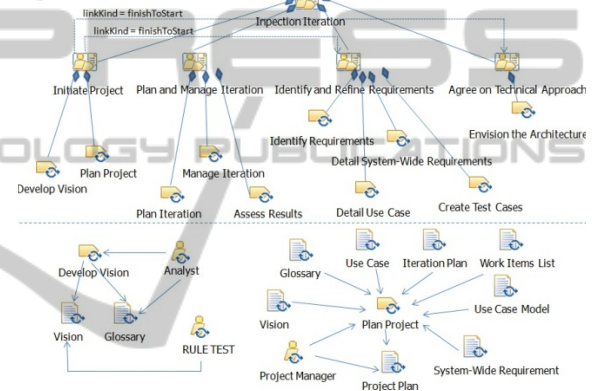 linkKind = finishToStart
Inpection Iteration
linkKind = finishToStart
Initiate Project
Plan and Manage Iteration
Identify and Refine Requirements
Agree on Technical Approach
Identify Requirements
Envision the Architecture
Develop Vision
Plan Project
Manage Iteration
Detail System-Wide Requirements
Plan Iteration
Assess Results
Detail Use Case
Create Test Cases
Develop Vision
Analyst
Vision
Glossary
RULE TEST
Glossary
Use Case
Iteration Plan
Work Items List
Vision
Plan Project
Use Case Model
Project Manager
Project Plan
System-Wide Requirement
PRESS
OLOGY PUBLICATIONS